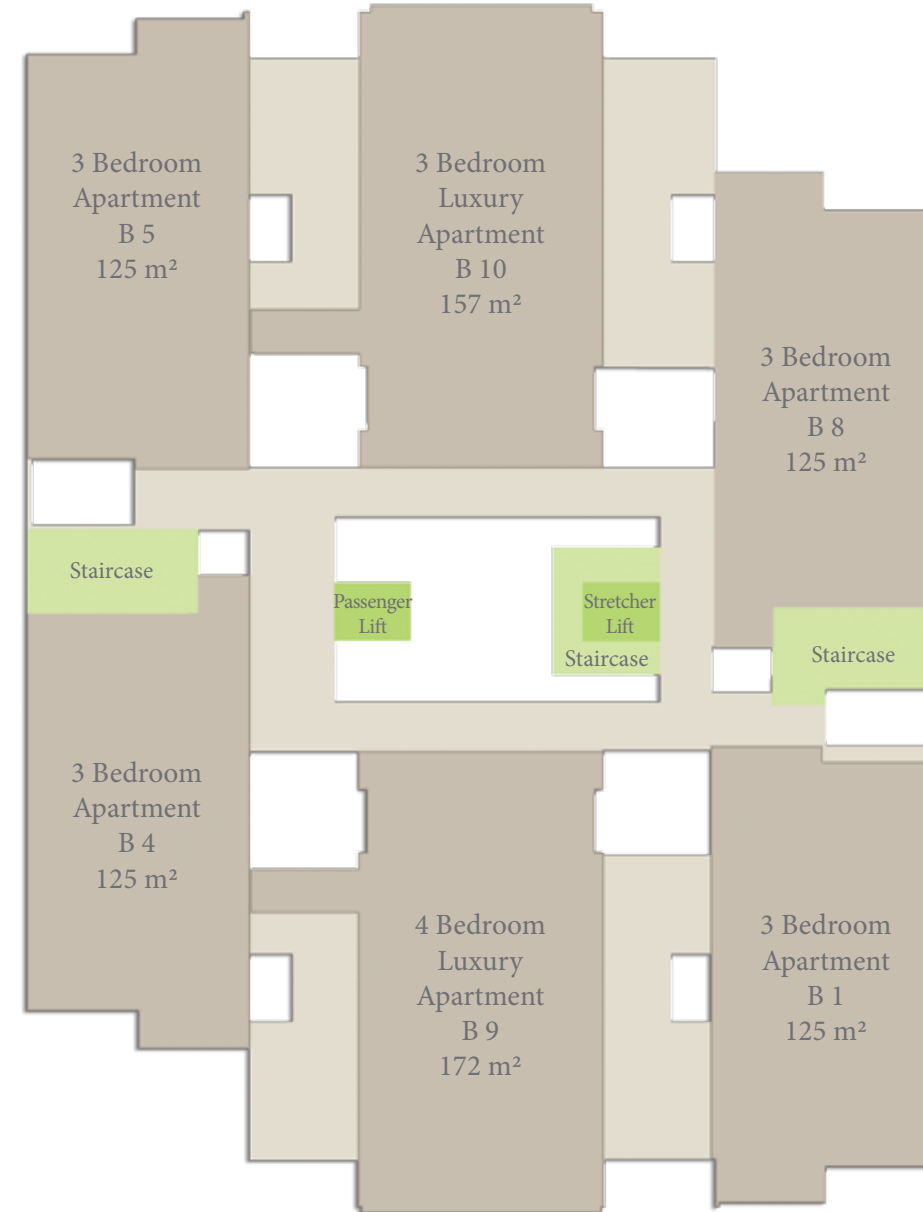 3 Bedroom
Apartment
B 5
125 m²
3 Bedroom
Luxury
Apartment
B 10
157 m²
3 Bedroom
Apartment
B 8
125 m²
Staircase
Passenger
Lift
Stretcher
Lift
Staircase
Staircase
3 Bedroom
Apartment
B 4
125 m²
4 Bedroom
Luxury
Apartment
B 9
172 m²
3 Bedroom
Apartment
B 1
125 m²